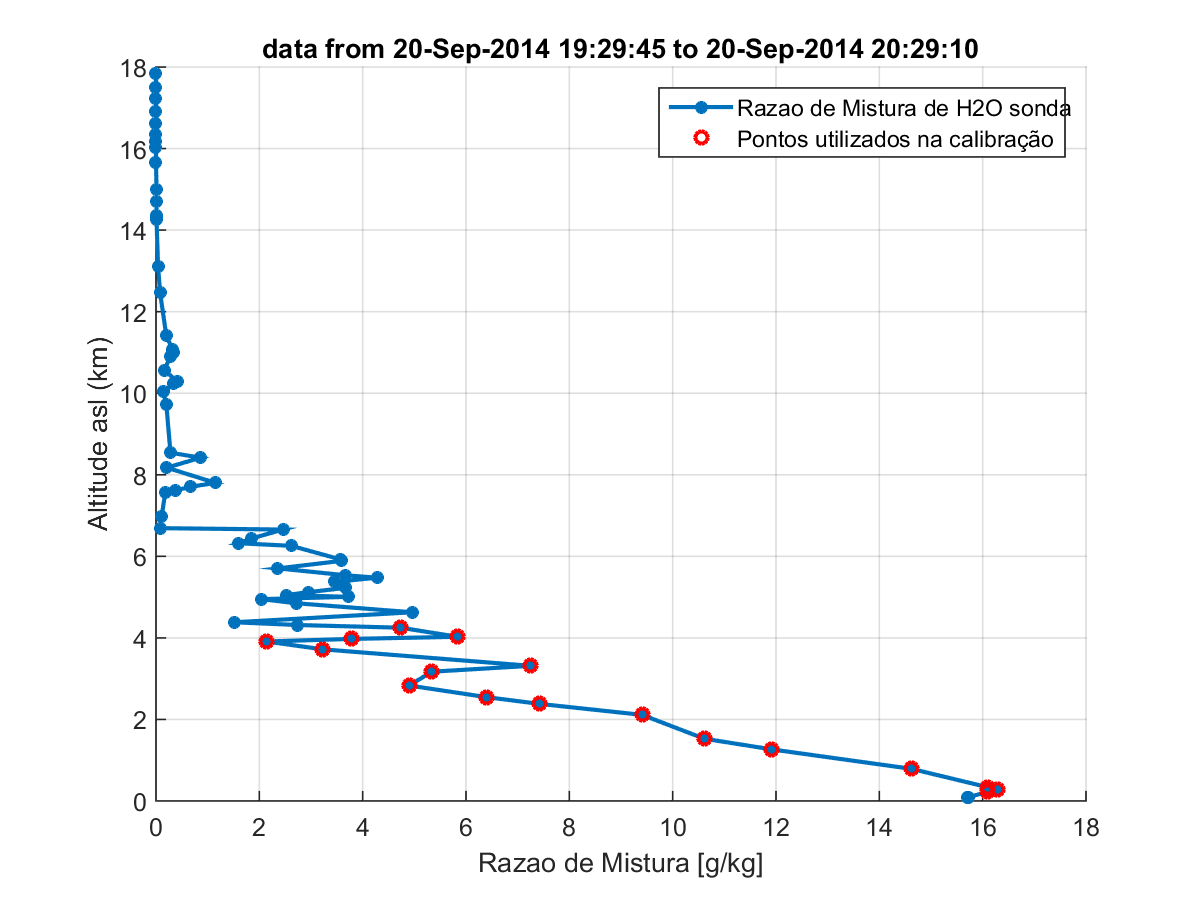 data from 20-Sep-2014 19:29:45 to 20-Sep-2014 20:29:10
Razao de Mistura de H2O sonda
Pontos utilizados na calibração
18
16
14
12
10
8
6
4
2
0
Altitude asl (km)
0 2 4 6 8 10 12 14 16 18
Razao de Mistura [g/kg]